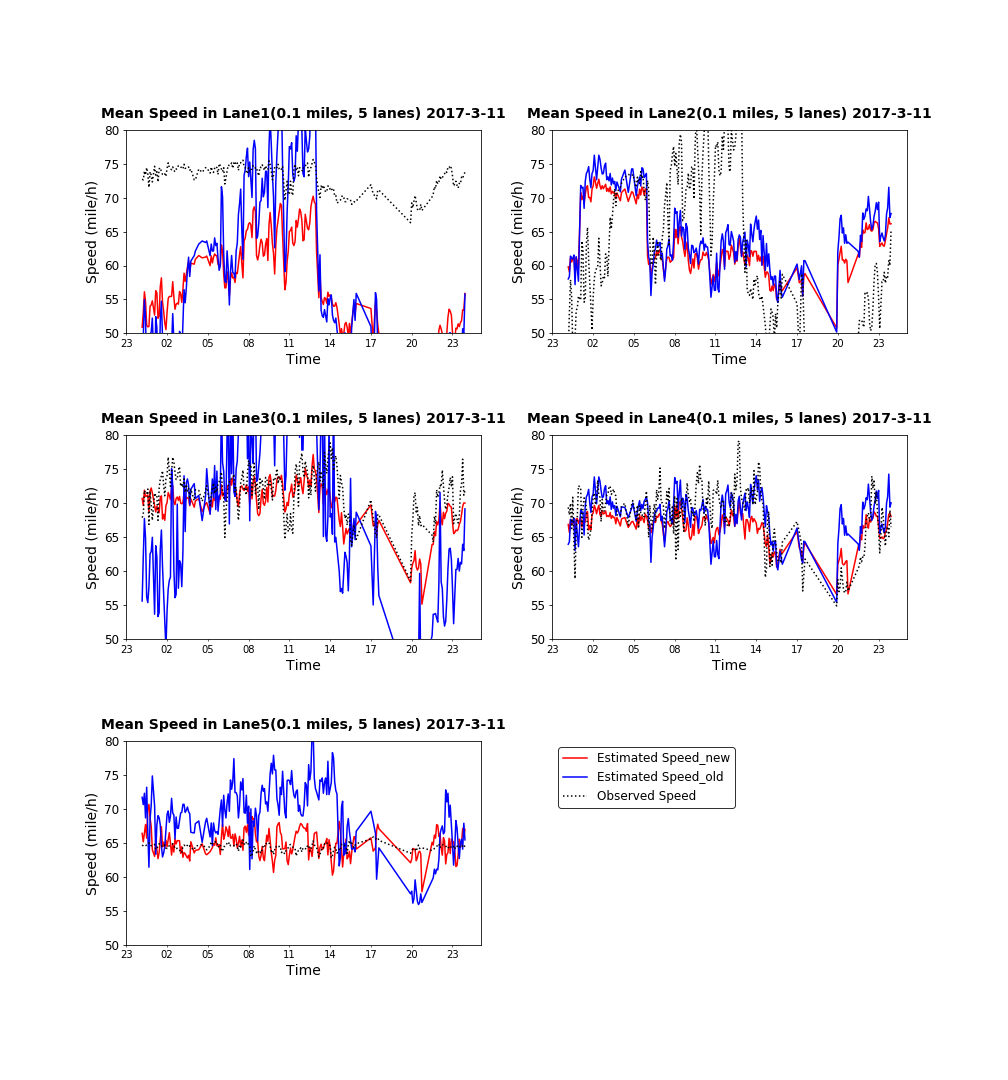 Mean Speed in Lane1(0.1 miles, 5 lanes) 2017-3-11
80
75
70
65
60
55
50
Speed (mile/h)
23 02 05 08 11 14 17 20 23
Time
Mean Speed in Lane2(0.1 miles, 5 lanes) 2017-3-11
80
75
70
65
60
55
50
Speed (mile/h)
23 02 05 08 11 14 17 20 23
Time
Mean Speed in Lane3(0.1 miles, 5 lanes) 2017-3-11
80
75
70
65
60
55
50
Speed (mile/h)
23 02 05 08 11 14 17 20 23
Time
Mean Speed in Lane4(0.1 miles, 5 lanes) 2017-3-11
80
75
70
65
60
55
50
Speed (mile/h)
23 02 05 08 11 14 17 20 23
Time
Mean Speed in Lane5(0.1 miles, 5 lanes) 2017-3-11
80
75
70
65
60
55
50
Speed (mile/h)
23 02 05 08 11 14 17 20 23
Time
Estimated Speed_new
Estimated Speed_old
Observed Speed